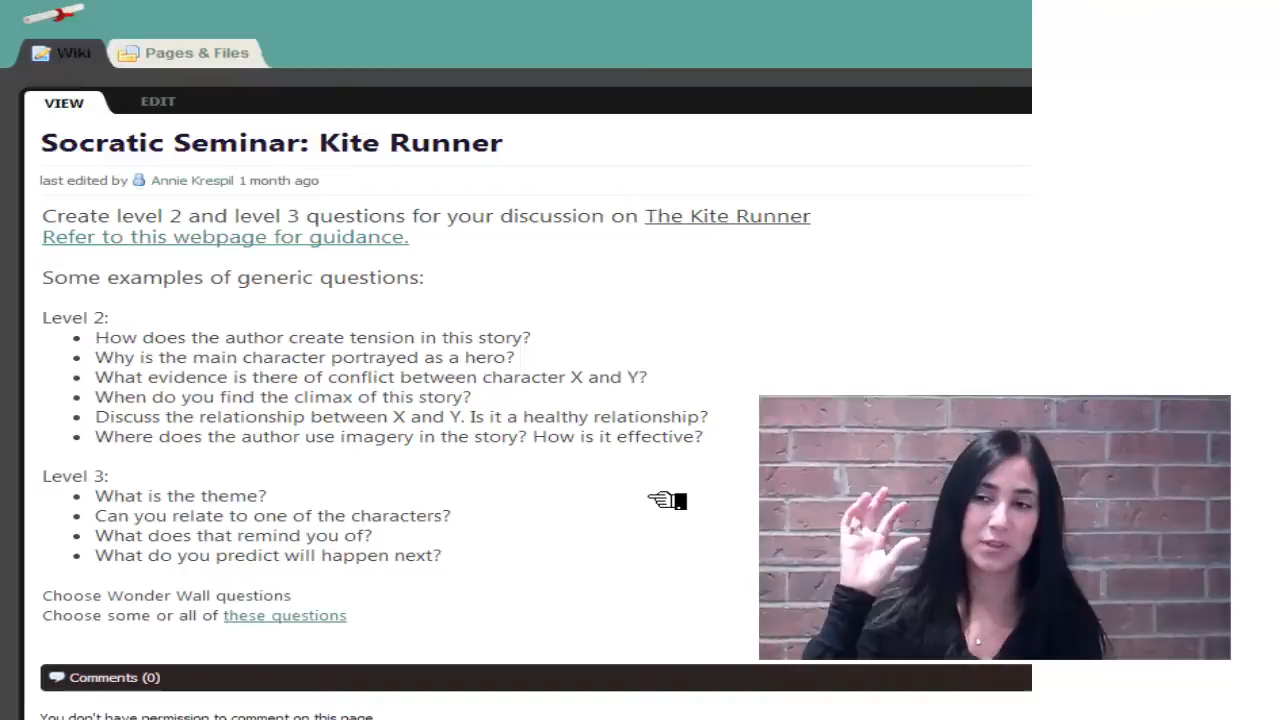 Wiki
Pages & Files
VIEW
EDIT
Socratic Seminar: Kite Runner
last edited by Annie Krespil 1 month ago
Create level 2 and level 3 questions for your discussion on The Kite Runner
Refer to this webpage for guidance.
Some examples of generic questions:
Level 2:
• How does the author create tension in this story?
• Why is the main character portrayed as a hero?
• What evidence is there of conflict between character X and Y?
• When do you find the climax of this story?
• Discuss the relationship between X and Y. Is it a healthy relationship?
• Where does the author use imagery in the story? How is it effective?
Level 3:
• What is the theme?
• Can you relate to one of the characters?
• What does that remind you of?
• What do you predict will happen next?
Choose Wonder Wall questions
Choose some or all of these questions
Comments (0)
You don't have permission to comment on this page.